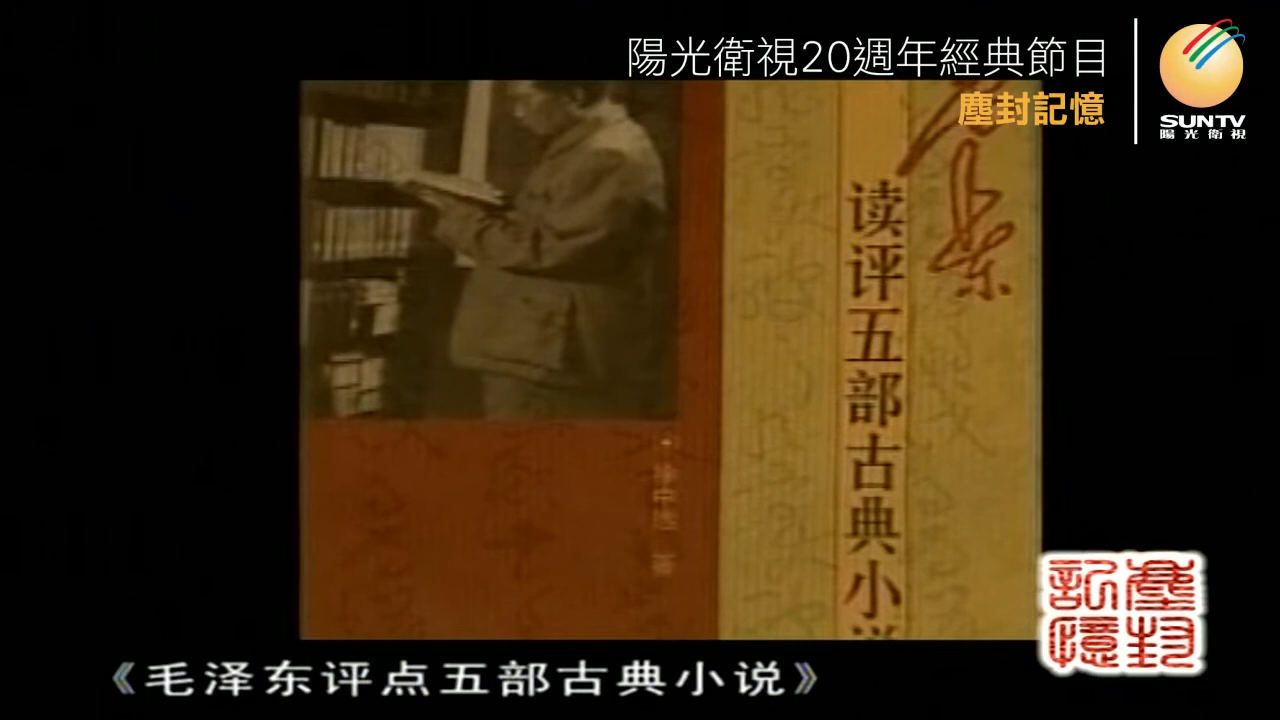 陽光衛視20週年經典節目
塵封記憶
SUNTV
陽光衛視
读评五部古典小说
著
塵封
記憶
《毛泽东评点五部古典小说》